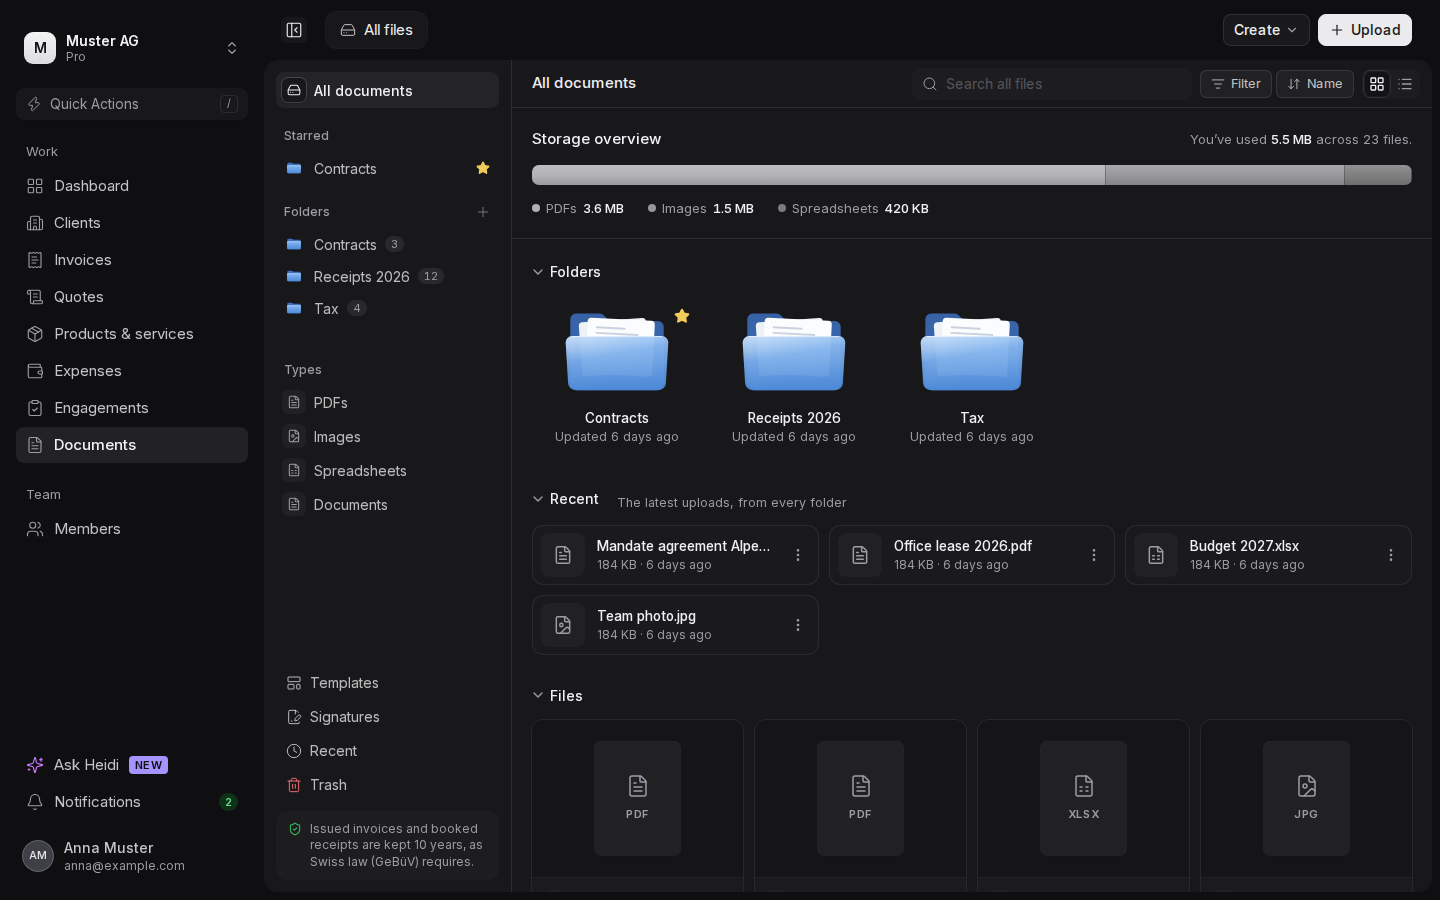 M
Muster AG
Pro
Quick Actions
/
Work
Dashboard
Clients
Invoices
Quotes
Products & services
Expenses
Engagements
Documents
Team
Members
Ask Heidi
NEW
Notifications
2
AM
Anna Muster
anna@example.com
All files
Create
Upload
All documents
Starred
Contracts
Folders
Contracts
3
Receipts 2026
12
Tax
4
Types
PDFs
Images
Spreadsheets
Documents
Templates
Signatures
Recent
Trash
Issued invoices and booked
receipts are kept 10 years, as
Swiss law (GeBüV) requires.
All documents
Search all files
Filter
Name
Storage overview
You’ve used 5.5 MB across 23 files.
PDFs 3.6 MB
Images 1.5 MB
Spreadsheets 420 KB
Folders
Contracts
Updated 6 days ago
Receipts 2026
Updated 6 days ago
Tax
Updated 6 days ago
Recent
The latest uploads, from every folder
Mandate agreement Alpe…
184 KB · 6 days ago
Office lease 2026.pdf
184 KB · 6 days ago
Budget 2027.xlsx
184 KB · 6 days ago
Team photo.jpg
184 KB · 6 days ago
Files
PDF
PDF
XLSX
JPG